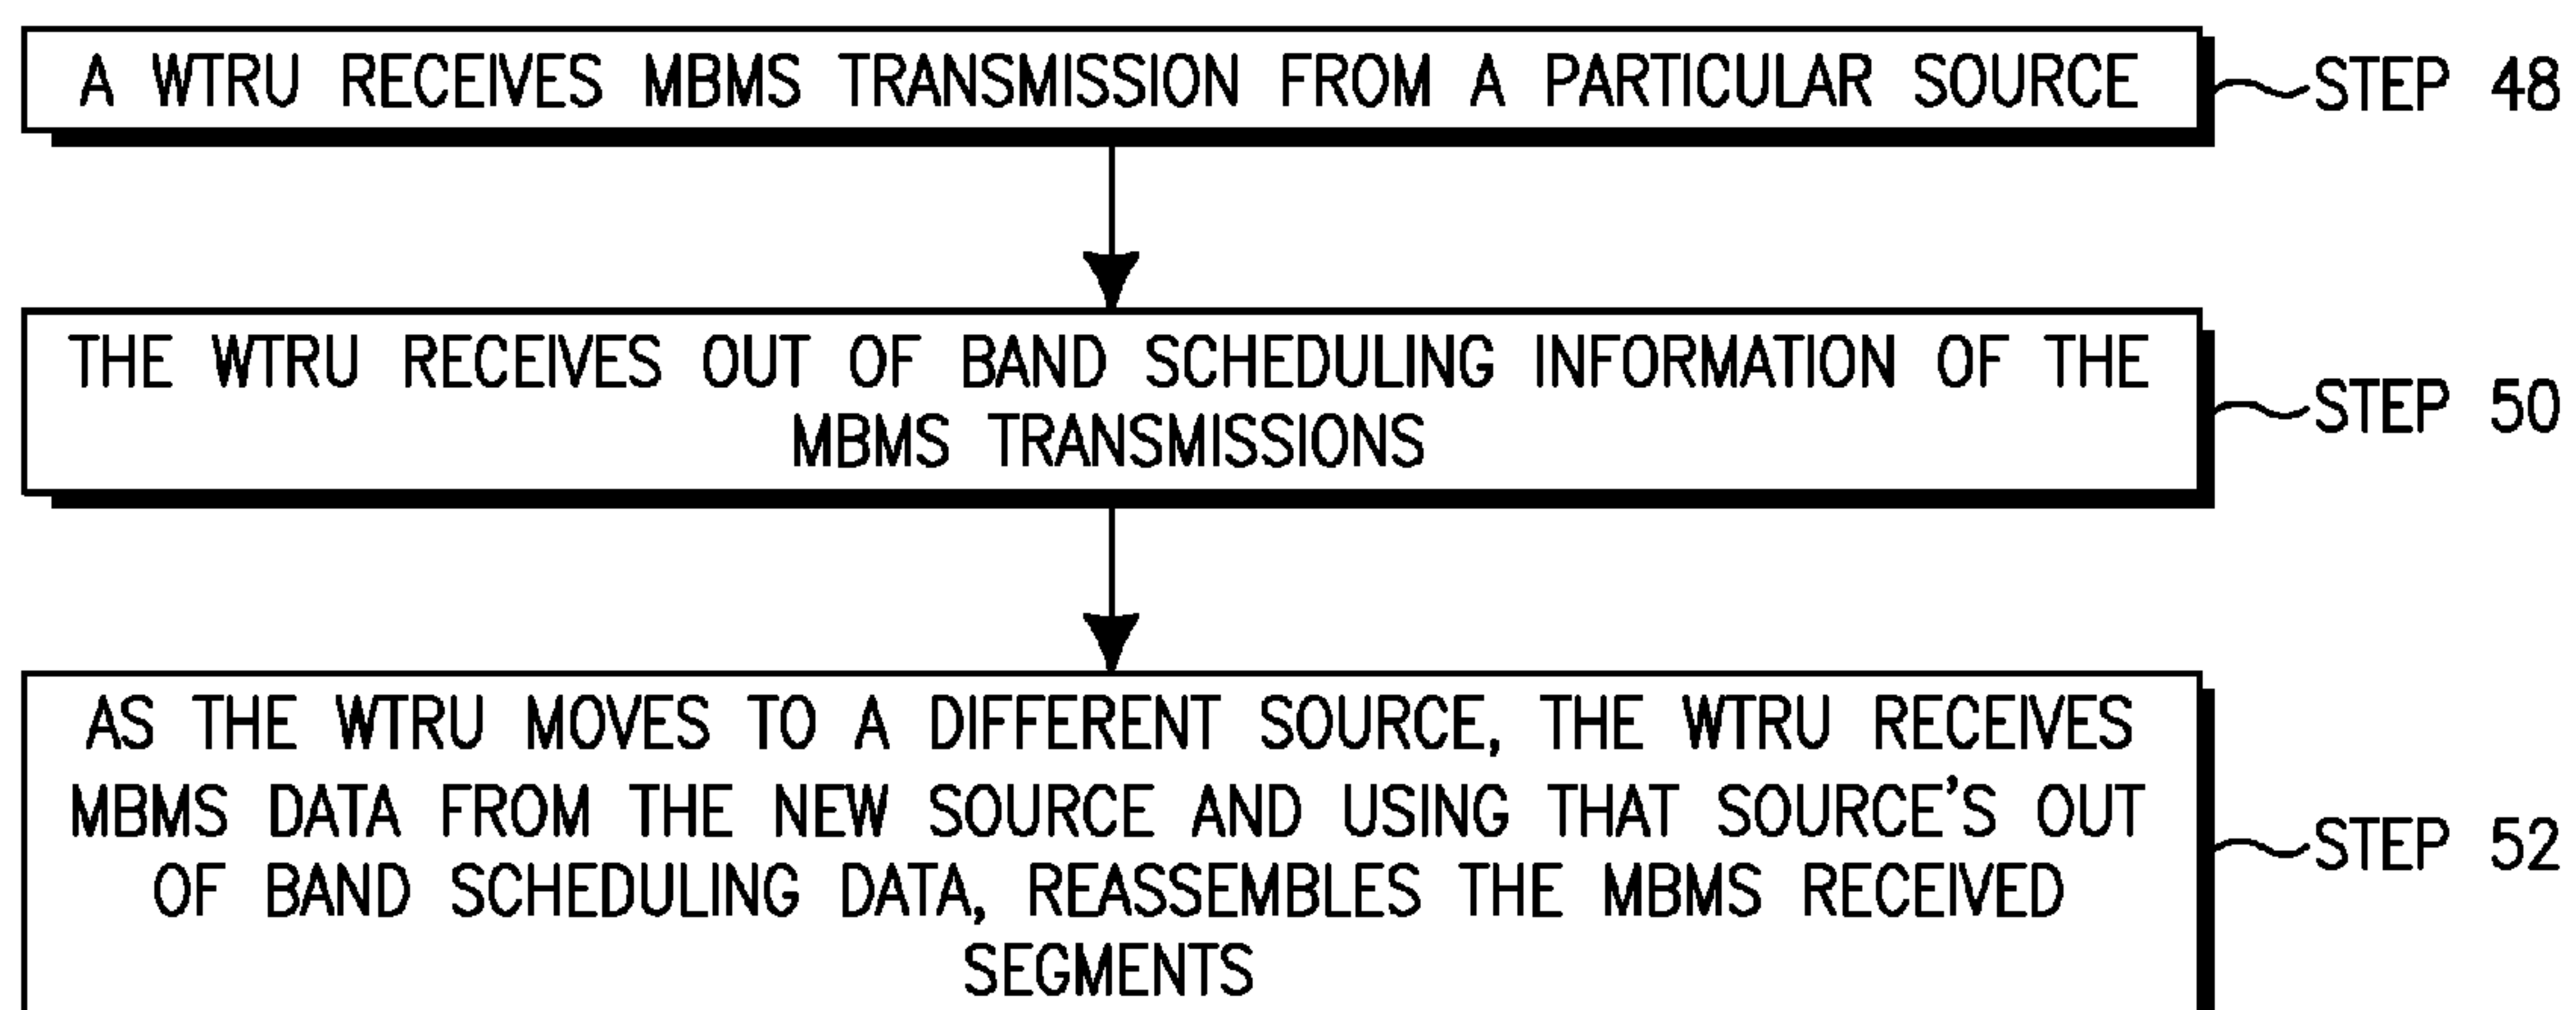 A WTRU RECEIVES MBMS TRANSMISSION FROM A PARTICULAR SOURCE
STEP 48
THE WTRU RECEIVES OUT OF BAND SCHEDULING INFORMATION OF THE
MBMS TRANSMISSIONS
STEP 50
AS THE WTRU MOVES TO A DIFFERENT SOURCE, THE WTRU RECEIVES
MBMS DATA FROM THE NEW SOURCE AND USING THAT SOURCE'S OUT
OF BAND SCHEDULING DATA, REASSEMBLES THE MBMS RECEIVED
SEGMENTS
STEP 52